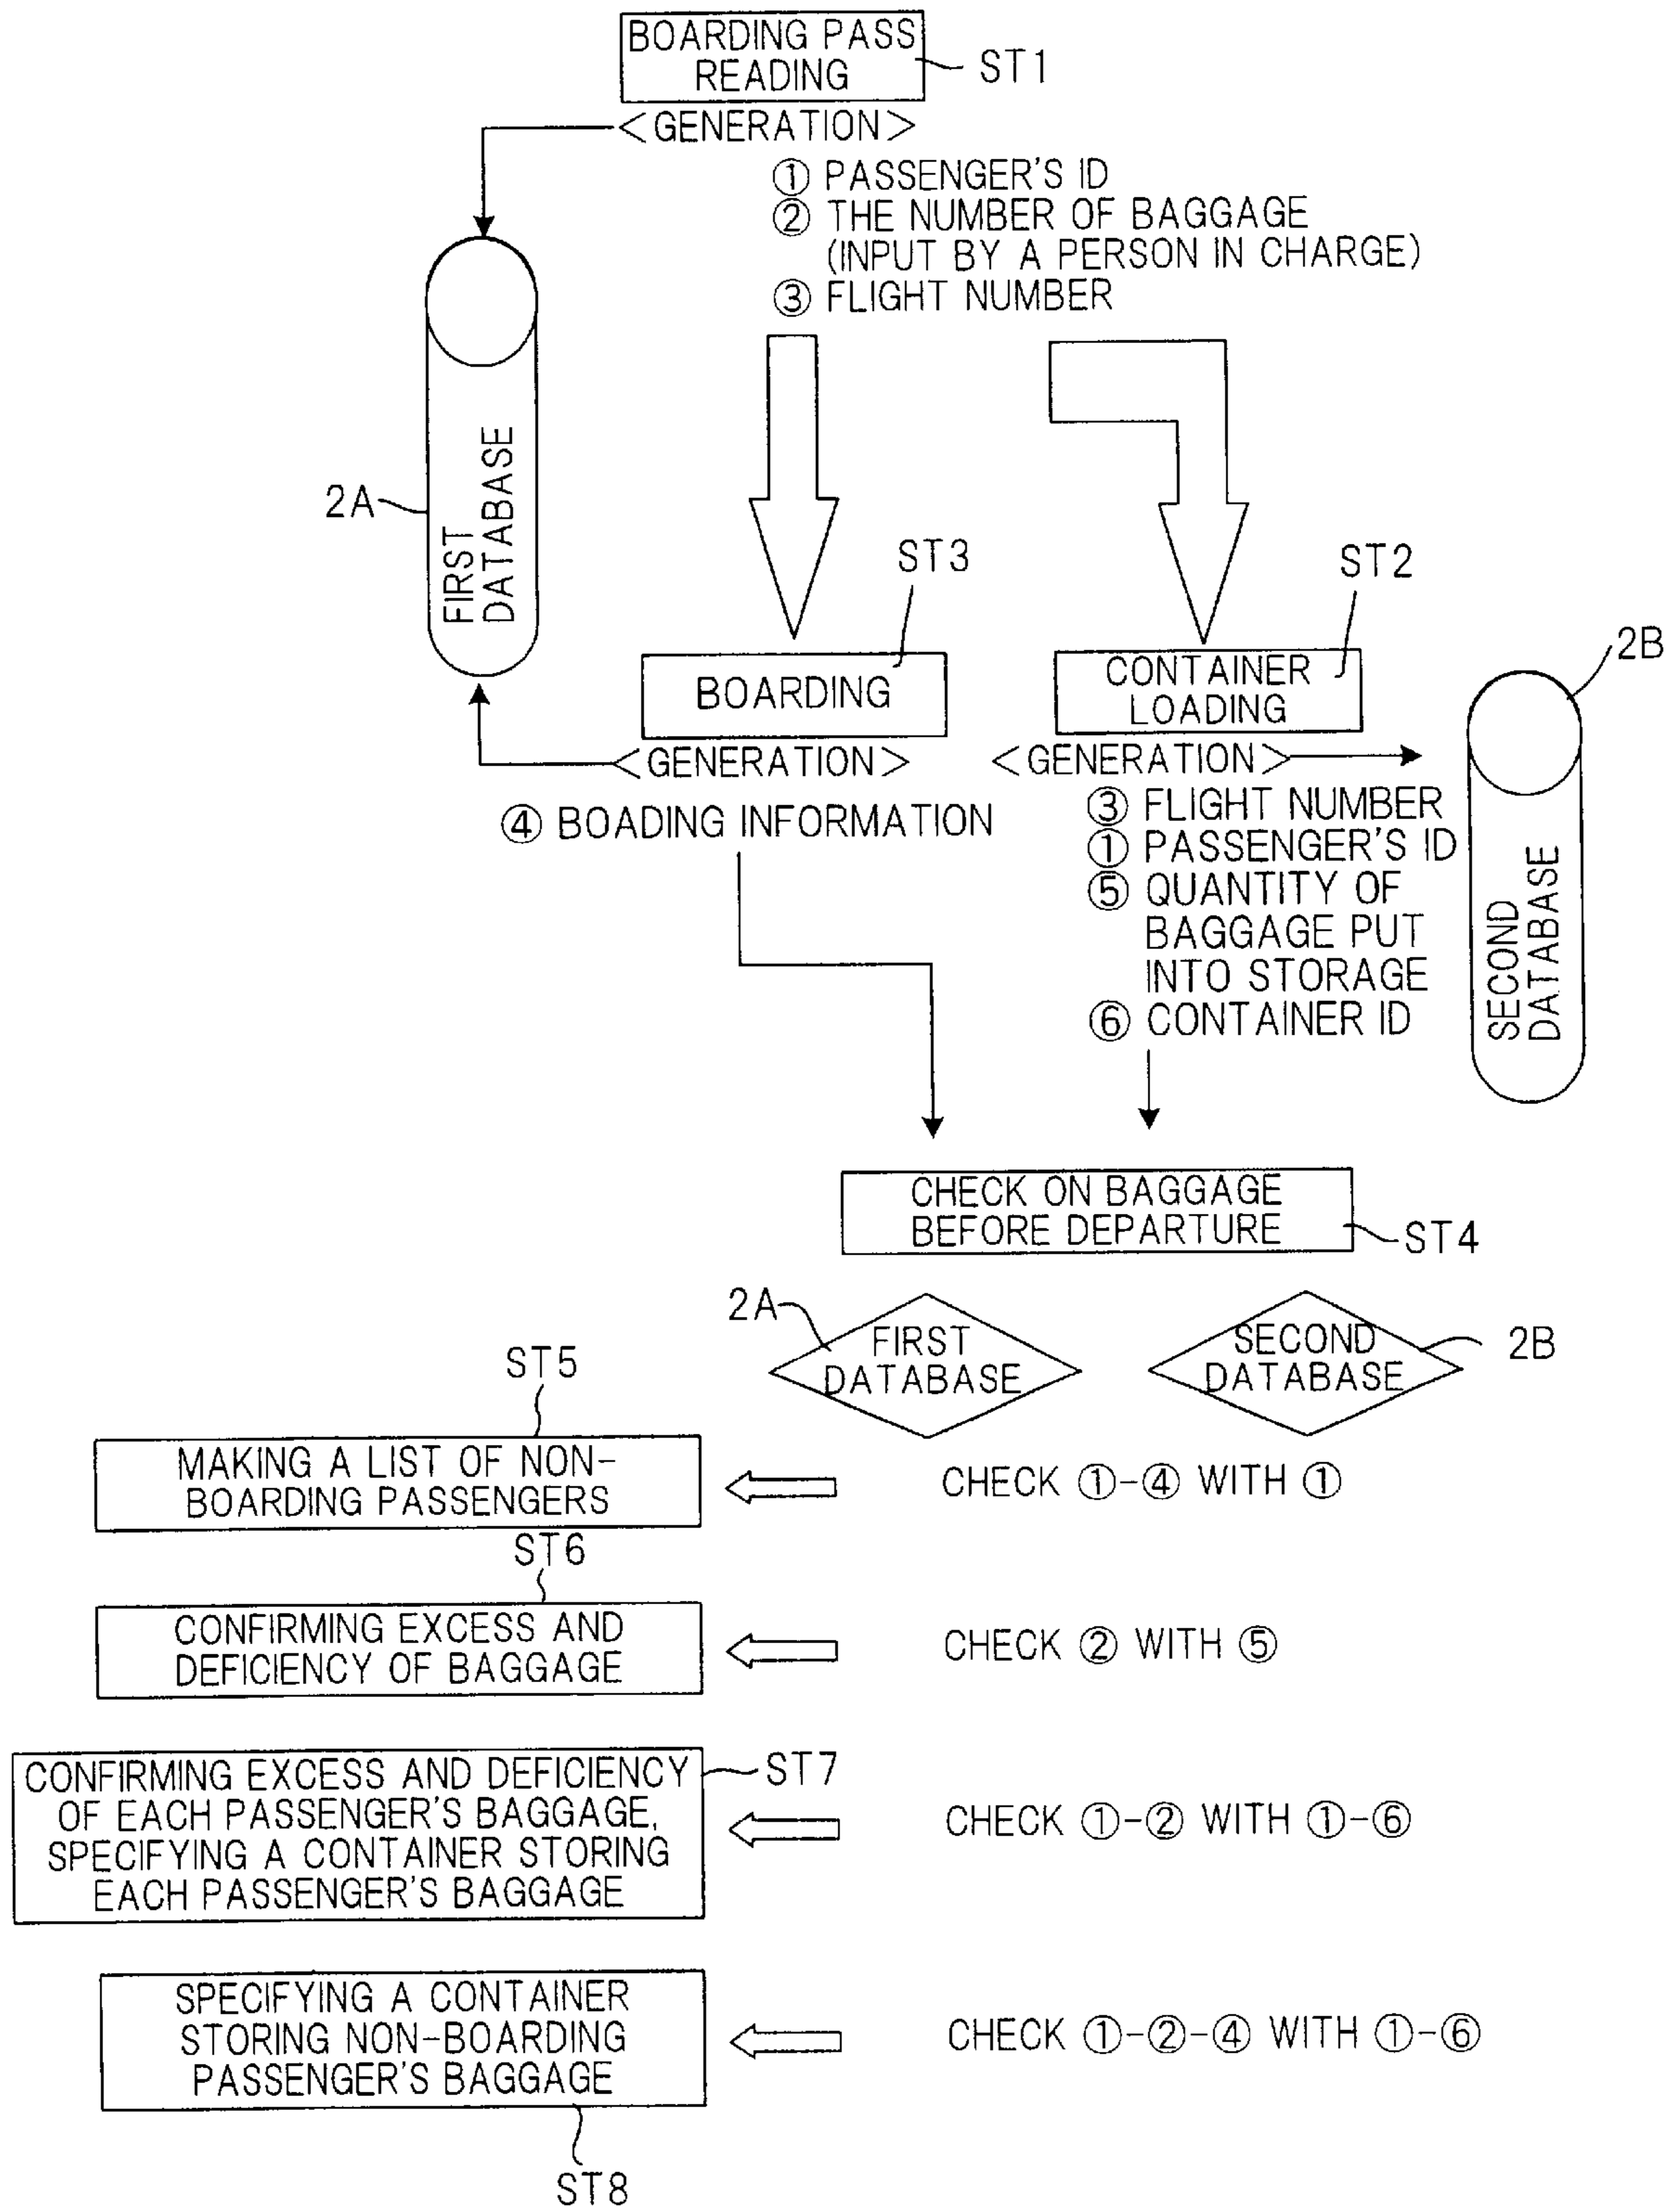 BOARDING PASS
READING
ST1
<GENERATION>
① PASSENGER'S ID
② THE NUMBER OF BAGGAGE
(INPUT BY A PERSON IN CHARGE)
③ FLIGHT NUMBER
2A
FIRST
DATABASE
ST3
ST2
BOARDING
CONTAINER
LOADING
2B
<GENERATION>
<GENERATION>
④ BOADING INFORMATION
③ FLIGHT NUMBER
① PASSENGER'S ID
⑤ QUANTITY OF
BAGGAGE PUT
INTO STORAGE
⑥ CONTAINER ID
SECOND
DATABASE
CHECK ON BAGGAGE
BEFORE DEPARTURE
ST4
2A
FIRST
DATABASE
SECOND
DATABASE
2B
ST5
MAKING A LIST OF NON-
BOARDING PASSENGERS
CHECK ①-④ WITH ①
ST6
CONFIRMING EXCESS AND
DEFICIENCY OF BAGGAGE
CHECK ② WITH ⑤
CONFIRMING EXCESS AND DEFICIENCY
OF EACH PASSENGER'S BAGGAGE,
SPECIFYING A CONTAINER STORING
EACH PASSENGER'S BAGGAGE
ST7
CHECK ①-② WITH ①-⑥
SPECIFYING A CONTAINER
STORING NON-BOARDING
PASSENGER'S BAGGAGE
CHECK ①-②-④ WITH ①-⑥
ST8